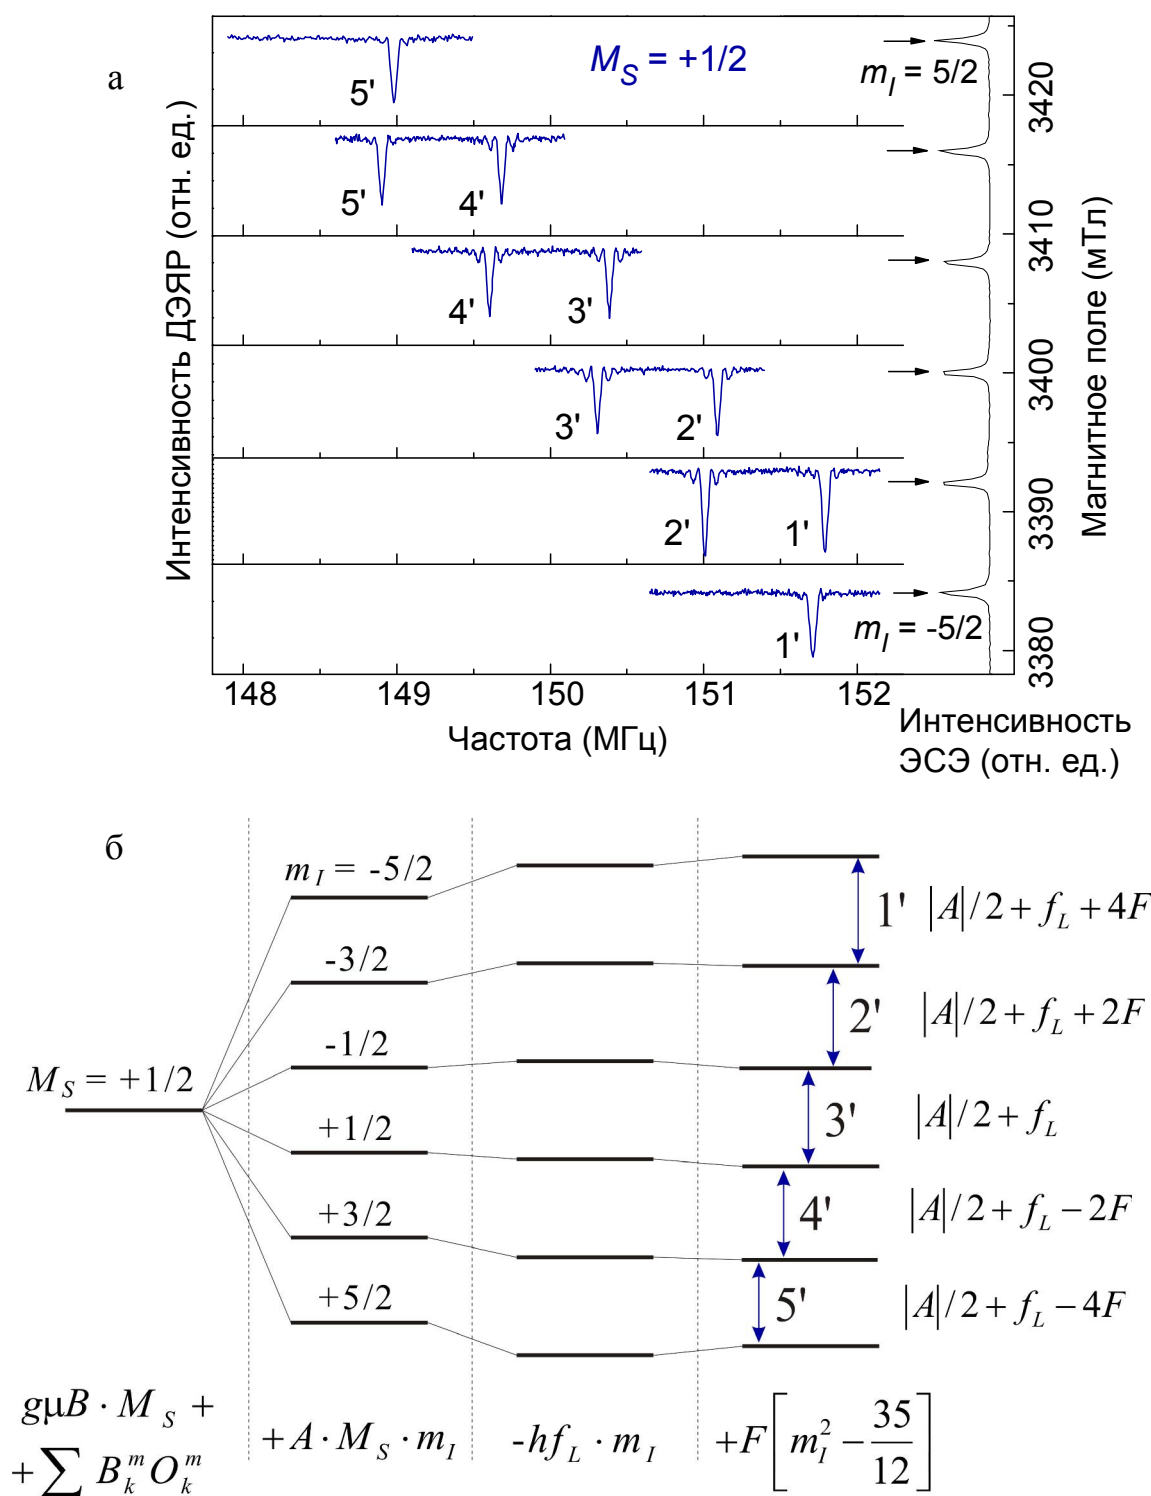 а
Интенсивность ДЭЯР (отн. ед.)
M_S = +1/2
5'
m_I = 5/2
5' 4'
4' 3'
3' 2'
2' 1'
1'
m_I = -5/2
148 149 150 151 152
Частота (МГц)
3420
3410
3400
3390
3380
Магнитное поле (мТл)
Интенсивность
ЭСЭ (отн. ед.)
б
m_I = -5/2
-3/2
-1/2
M_S = +1/2
+1/2
+3/2
+5/2
1' |A|/2 + f_L + 4F
2' |A|/2 + f_L + 2F
3' |A|/2 + f_L
4' |A|/2 + f_L − 2F
5' |A|/2 + f_L − 4F
gμB · M_S +
+ ∑ B_k^m O_k^m
+ A · M_S · m_I
-hf_L · m_I
+F[m_I^2 − 35/12]